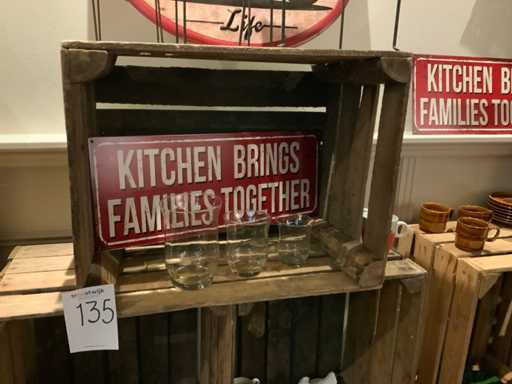 Life
KITCHEN BRINGS
FAMILIES TOGETHER
KITCHEN BR
FAMILIES TO
135